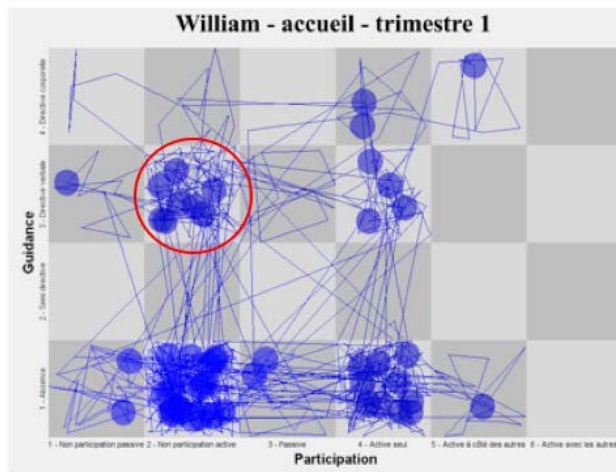 William - accueil - trimestre 1
4 - Directive corporelle
3 - Directive verbale
2 - Semi directive
1 - Absence
Guidance
1 - Non participation passive
2 - Non participation active
3 - Passive
4 - Active seul
5 - Active à côté des autres
6 - Active avec les autres
Participation